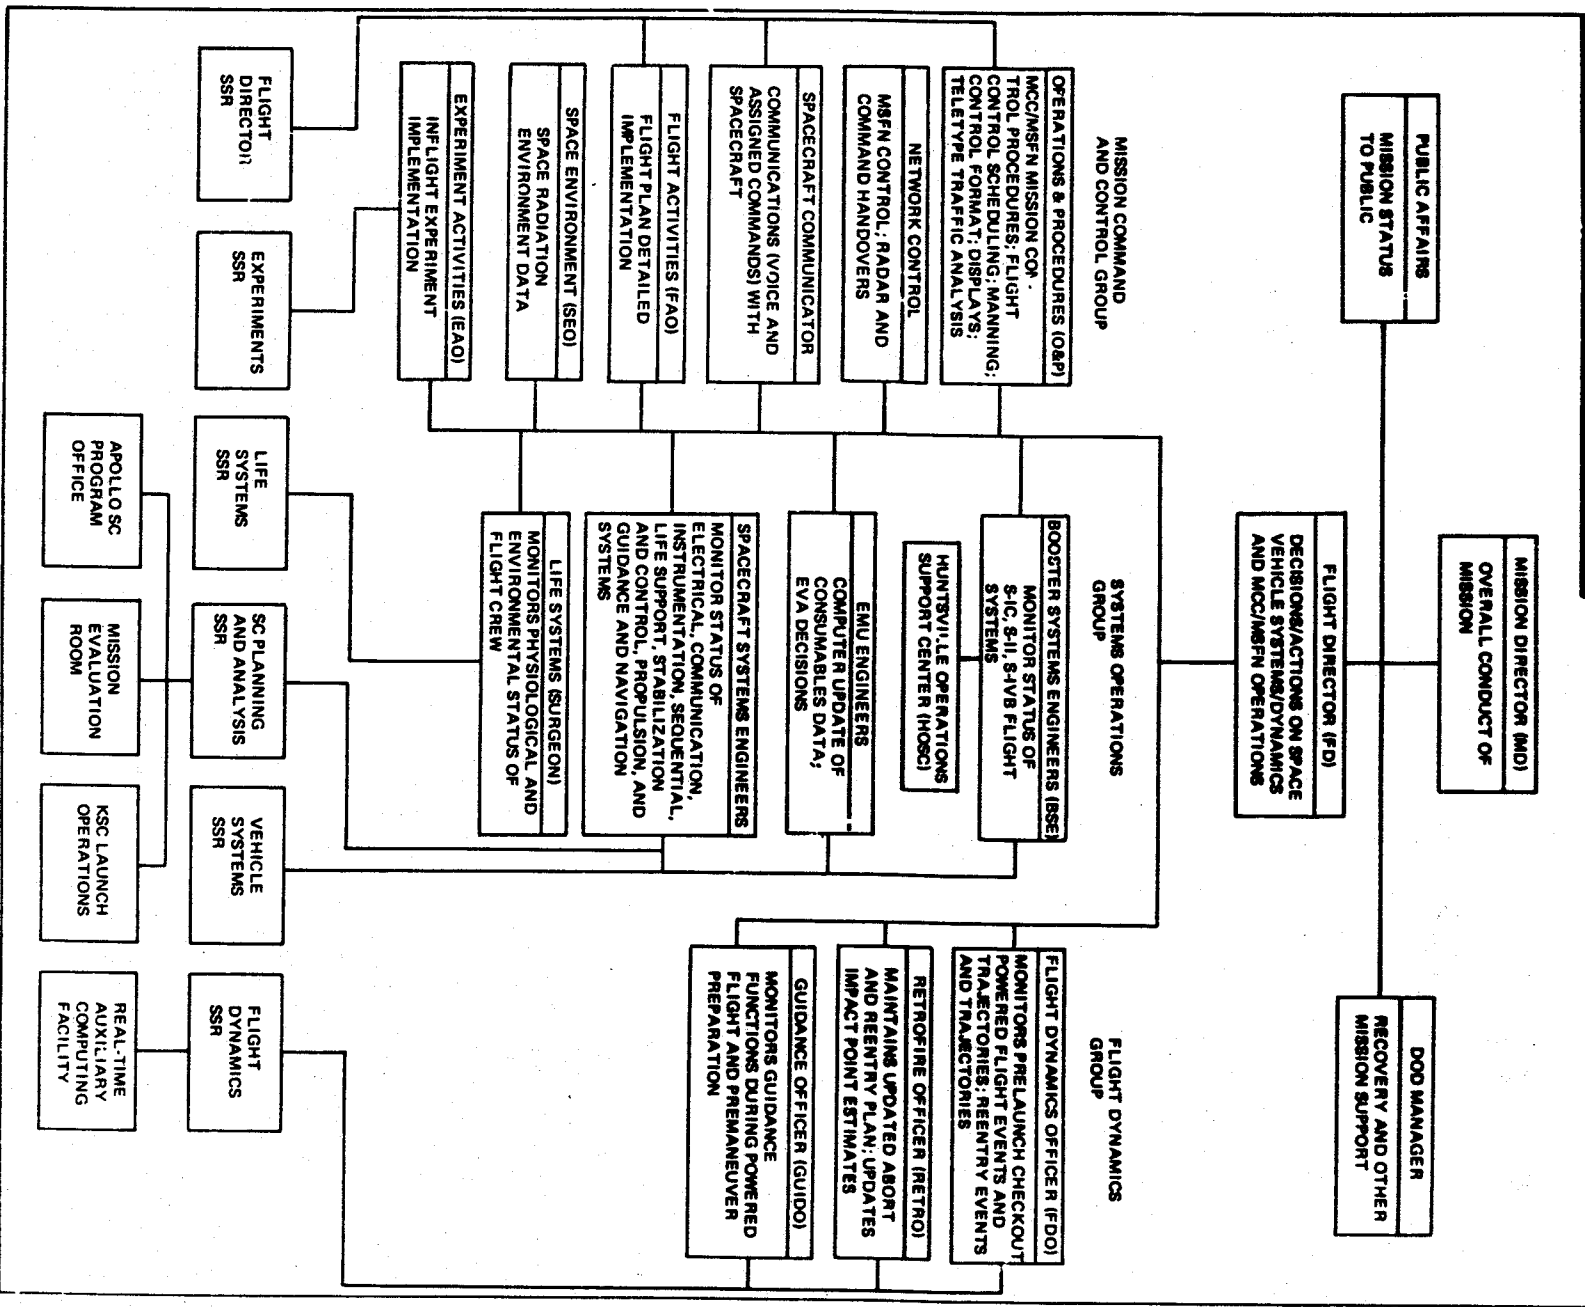 MISSION DIRECTOR (MD)
OVERALL CONDUCT OF
MISSION
PUBLIC AFFAIRS
MISSION STATUS
TO PUBLIC
DOD MANAGER
RECOVERY AND OTHER
MISSION SUPPORT
FLIGHT DIRECTOR (FD)
DECISIONS/ACTIONS ON SPACE
VEHICLE SYSTEMS/DYNAMICS
AND MCC/MSFN OPERATIONS
MISSION COMMAND
AND CONTROL GROUP
OPERATIONS & PROCEDURES (O&P)
MCC/MSFN MISSION CON-
TROL PROCEDURES; FLIGHT
CONTROL SCHEDULING; MANNING;
CONTROL FORMAT; DISPLAYS;
TELETYPE TRAFFIC ANALYSIS
NETWORK CONTROL
MSFN CONTROL; RADAR AND
COMMAND HANDOVERS
SPACECRAFT COMMUNICATOR
COMMUNICATIONS (VOICE AND
ASSIGNED COMMANDS) WITH
SPACECRAFT
FLIGHT ACTIVITIES (FAO)
FLIGHT PLAN DETAILED
IMPLEMENTATION
SPACE ENVIRONMENT (SEO)
SPACE RADIATION
ENVIRONMENT DATA
EXPERIMENT ACTIVITIES (EAO)
INFLIGHT EXPERIMENT
IMPLEMENTATION
SYSTEMS OPERATIONS
GROUP
BOOSTER SYSTEMS ENGINEERS (BSE)
MONITOR STATUS OF
S-IC, S-II, S-IVB FLIGHT
SYSTEMS
HUNTSVILLE OPERATIONS
SUPPORT CENTER (HOSC)
EMU ENGINEERS
COMPUTER UPDATE OF
CONSUMABLES DATA;
EVA DECISIONS
SPACECRAFT SYSTEMS ENGINEERS
MONITOR STATUS OF
ELECTRICAL, COMMUNICATION,
INSTRUMENTATION, SEQUENTIAL,
LIFE SUPPORT, STABILIZATION
AND CONTROL, PROPULSION, AND
GUIDANCE AND NAVIGATION
SYSTEMS
LIFE SYSTEMS (SURGEON)
MONITORS PHYSIOLOGICAL AND
ENVIRONMENTAL STATUS OF
FLIGHT CREW
FLIGHT DYNAMICS
GROUP
FLIGHT DYNAMICS OFFICER (FDO)
MONITORS PRELAUNCH CHECKOUT
POWERED FLIGHT EVENTS AND
TRAJECTORIES; REENTRY EVENTS
AND TRAJECTORIES
RETROFIRE OFFICER (RETRO)
MAINTAINS UPDATED ABORT
AND REENTRY PLAN; UPDATES
IMPACT POINT ESTIMATES
GUIDANCE OFFICER (GUIDO)
MONITORS GUIDANCE
FUNCTIONS DURING POWERED
FLIGHT AND PREMANEUVER
PREPARATION
FLIGHT
DIRECTOR
SSR
EXPERIMENTS
SSR
LIFE
SYSTEMS
SSR
SC PLANNING
AND ANALYSIS
SSR
VEHICLE
SYSTEMS
SSR
FLIGHT
DYNAMICS
SSR
APOLLO SC
PROGRAM
OFFICE
MISSION
EVALUATION
ROOM
KSC LAUNCH
OPERATIONS
REAL-TIME
AUXILIARY
COMPUTING
FACILITY